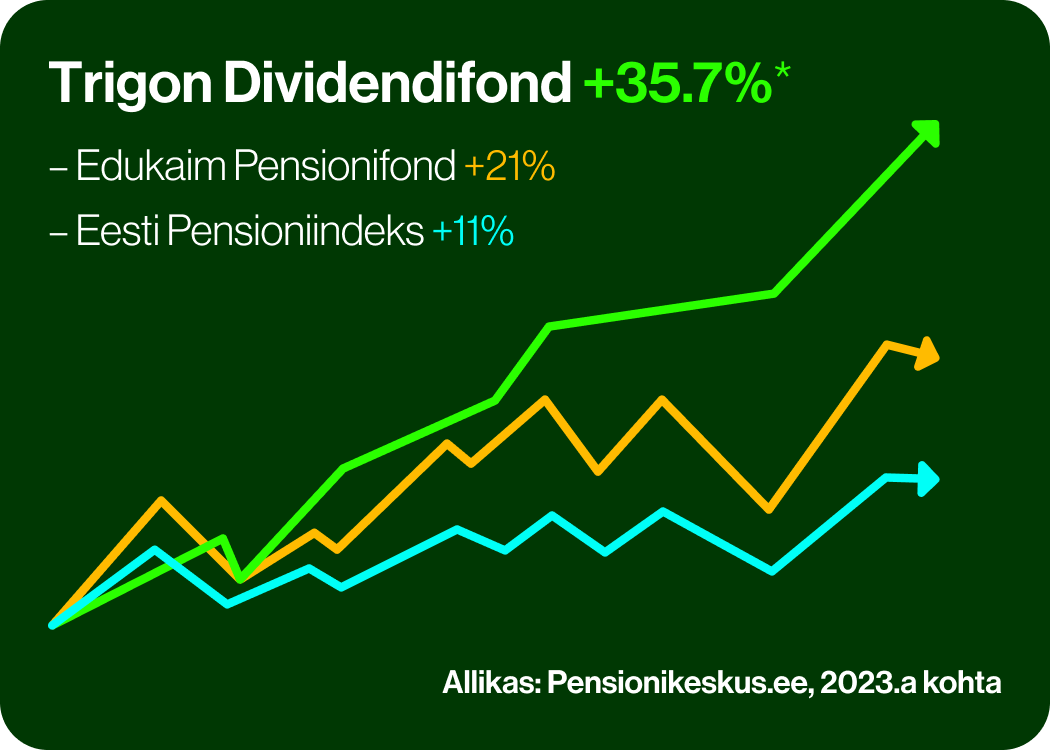 Trigon Dividendifond +35.7%*
– Edukaim Pensionifond +21%
– Eesti Pensioniindeks +11%
Allikas: Pensionikeskus.ee, 2023.a kohta